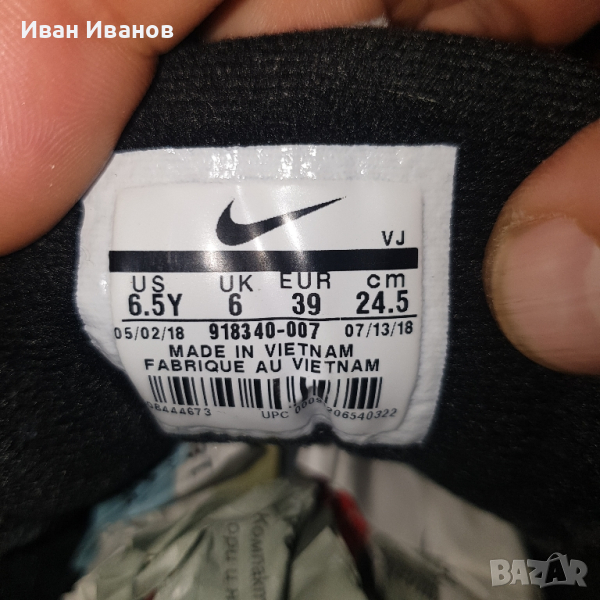 Иван Иванов
VJ
US UK EUR cm
6.5Y 6 39 24.5
05/02/18 918340-007 07/13/18
MADE IN VIETNAM
FABRIQUE AU VIETNAM
UPC
BAZAR